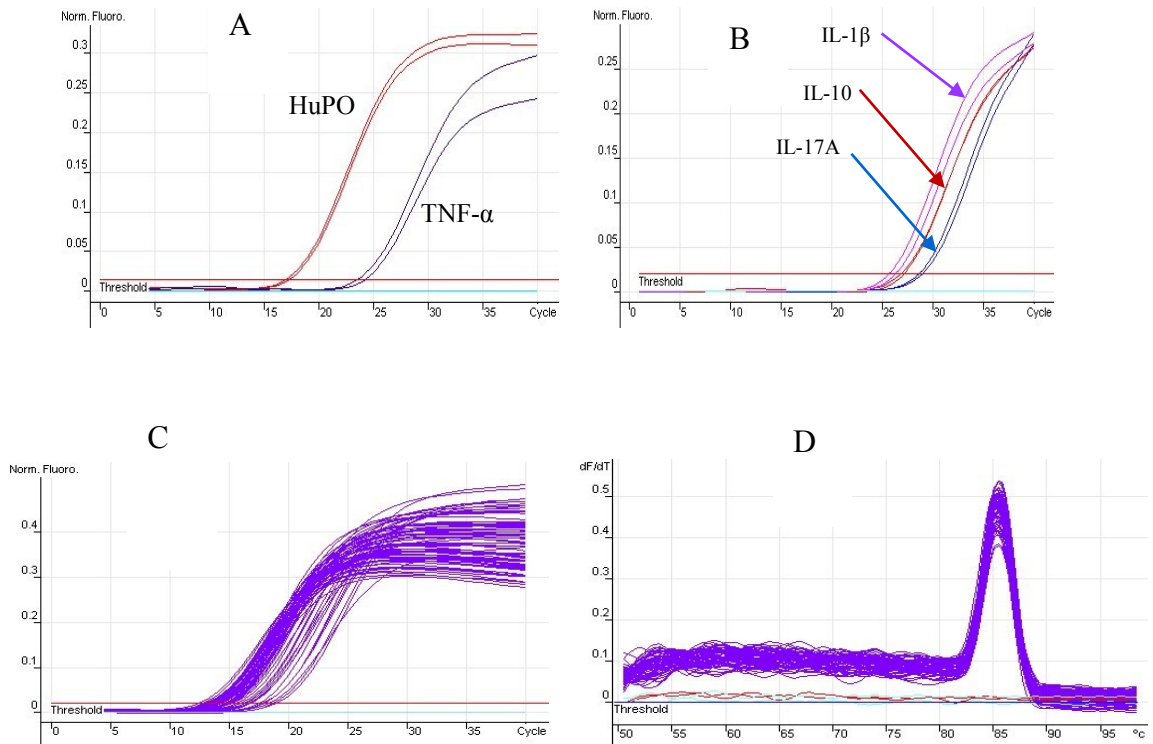 A
Norm. Fluoro.
0.3
0.25
0.2
0.15
0.1
0.05
0
HuPO
TNF-α
Threshold
0 5 10 15 20 25 30 35 Cycle
B
Norm. Fluoro.
0.25
0.2
0.15
0.1
0.05
0
IL-1β
IL-10
IL-17A
Threshold
0 5 10 15 20 25 30 35 Cycle
C
Norm. Fluoro.
0.4
0.3
0.2
0.1
0
Threshold
0 5 10 15 20 25 30 35 Cycle
D
dF/dT
0.5
0.4
0.3
0.2
0.1
0
Threshold
50 55 60 65 70 75 80 85 90 95 °c